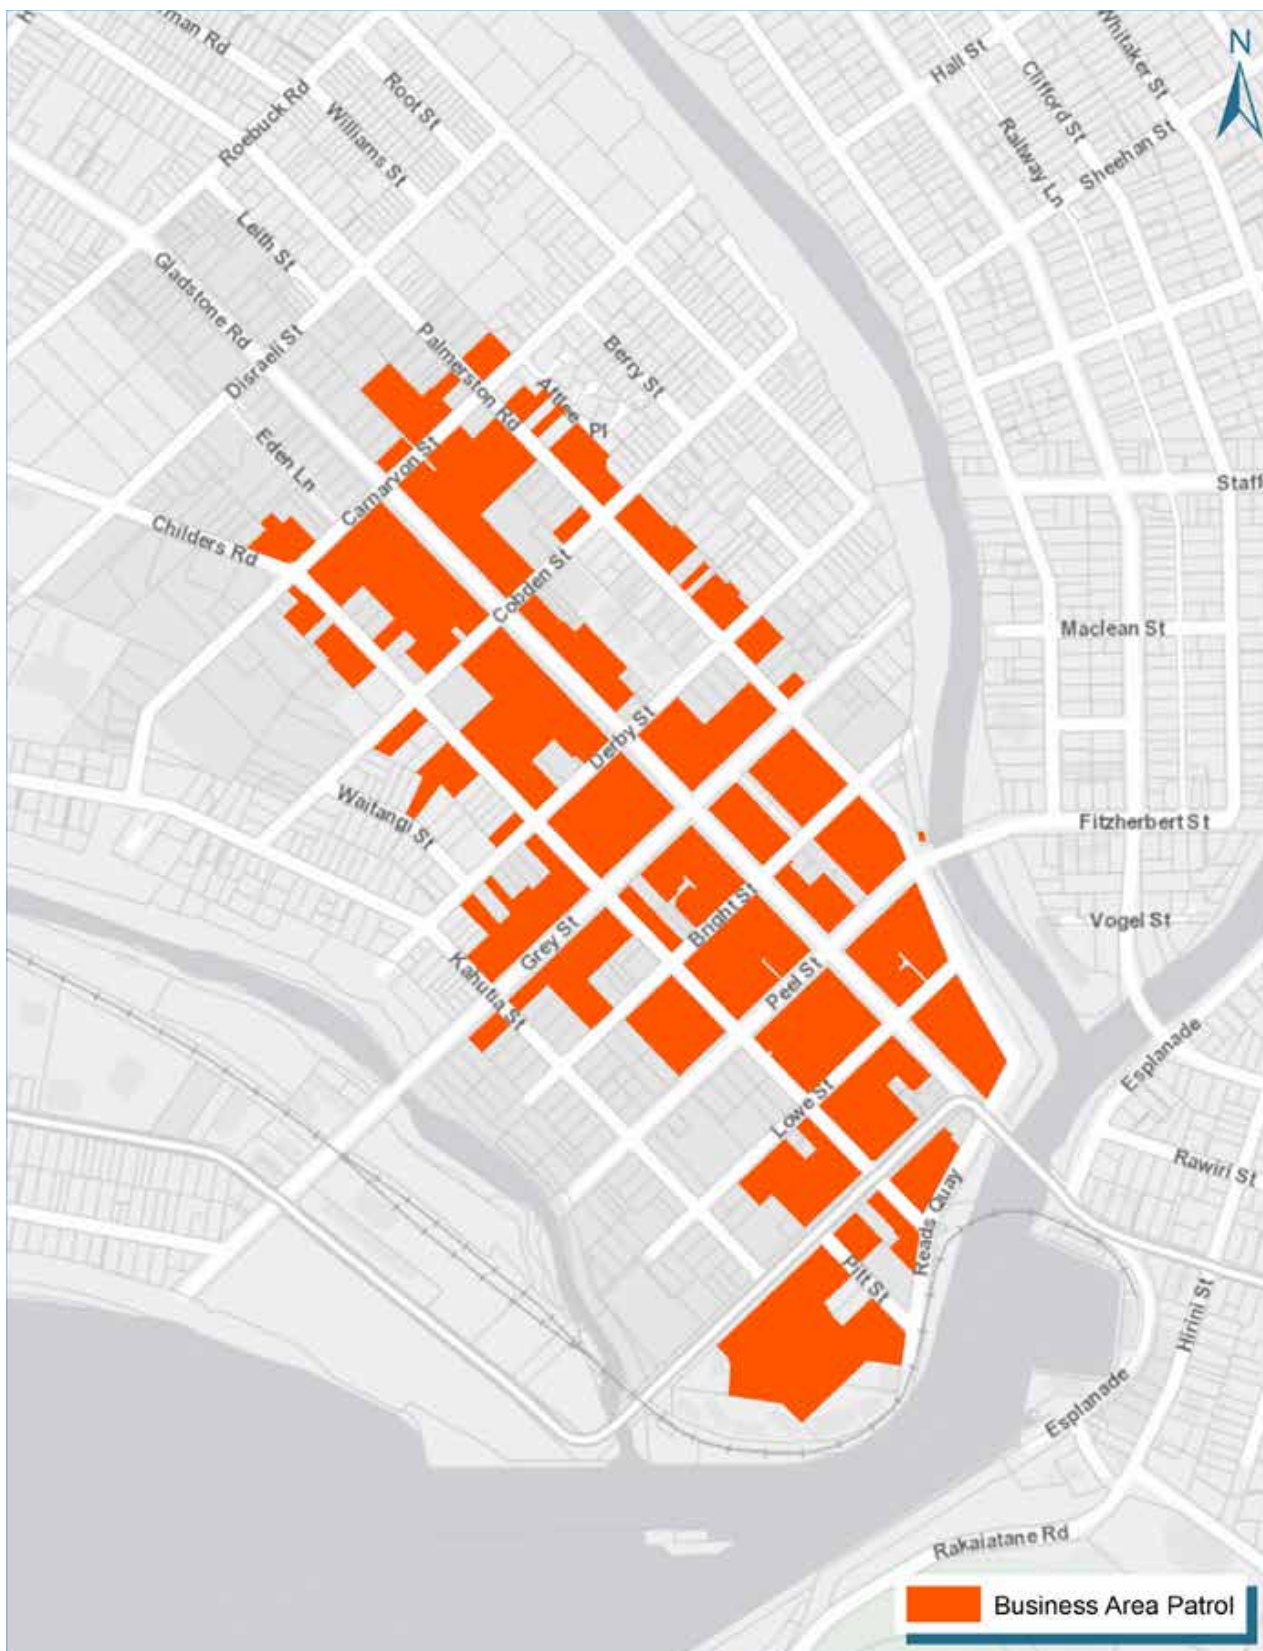 N
Whitaker St
Hall St
Clifford St
Root St
Roebuck Rd
Williams St
Railway Ln
Sheehan St
Leith St
Gladstone Rd
Disraeli St
Palmerston Rd
Berry St
Attlee Pl
Eden Ln
Carnarvon St
Childers Rd
Cobden St
Maclean St
Derby St
Waitangi St
Fitzherbert St
Bright St
Vogel St
Grey St
Kahutia St
Peel St
Esplanade
Lowe St
Rawiri St
Reads Quay
Pitt St
Hirini St
Esplanade
Rakaiatane Rd
Business Area Patrol